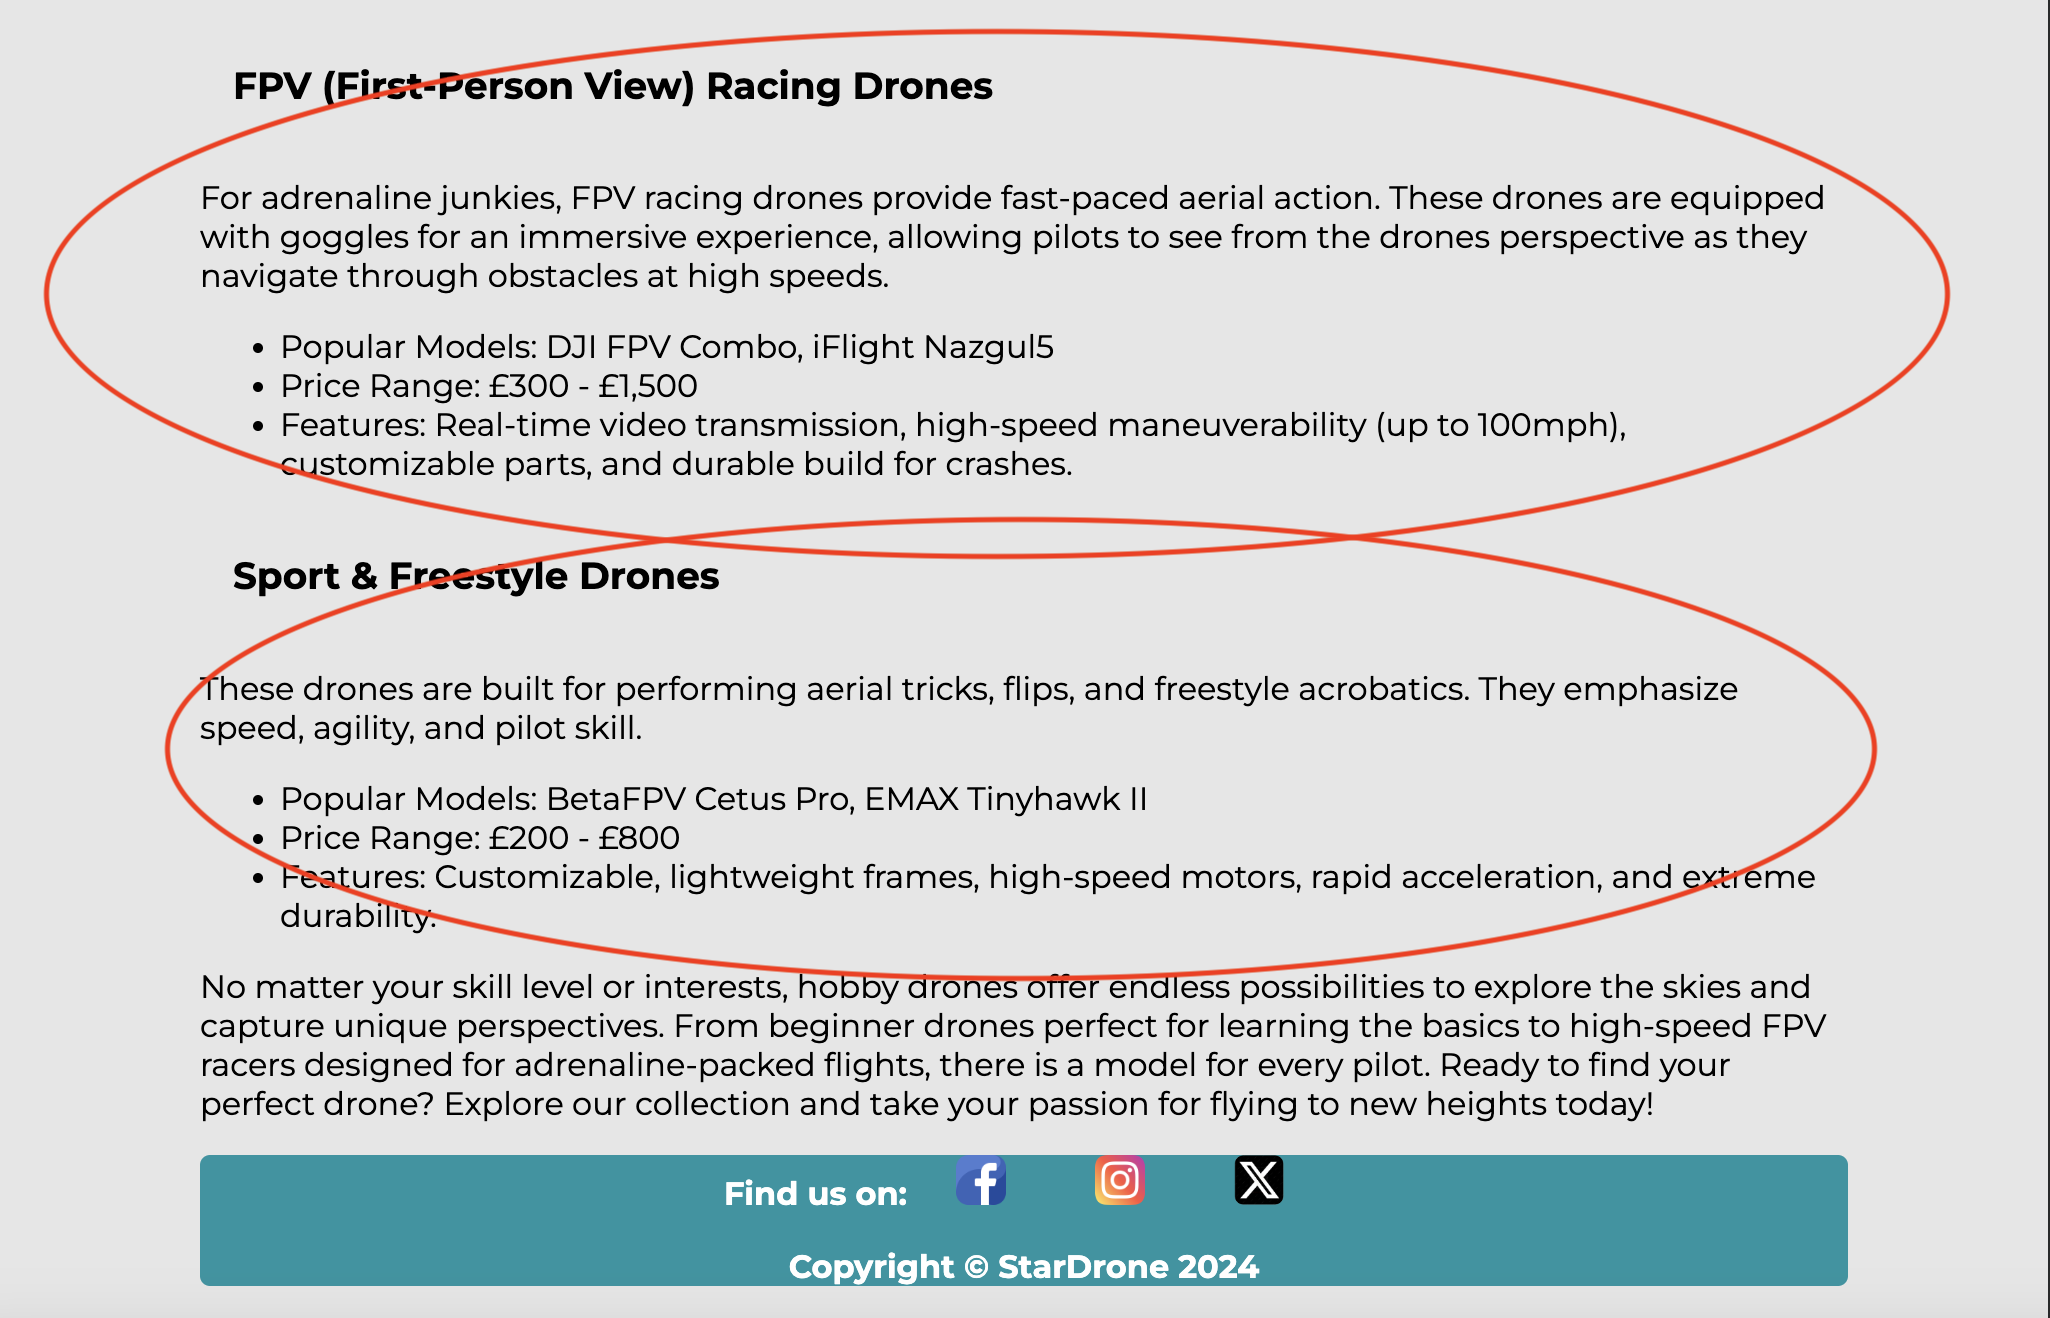 FPV (First-Person View) Racing Drones
For adrenaline junkies, FPV racing drones provide fast-paced aerial action. These drones are equipped
with goggles for an immersive experience, allowing pilots to see from the drones perspective as they
navigate through obstacles at high speeds.
• Popular Models: DJI FPV Combo, iFlight Nazgul5
• Price Range: £300 - £1,500
• Features: Real-time video transmission, high-speed maneuverability (up to 100mph),
customizable parts, and durable build for crashes.
Sport & Freestyle Drones
These drones are built for performing aerial tricks, flips, and freestyle acrobatics. They emphasize
speed, agility, and pilot skill.
• Popular Models: BetaFPV Cetus Pro, EMAX Tinyhawk II
• Price Range: £200 - £800
• Features: Customizable, lightweight frames, high-speed motors, rapid acceleration, and extreme
durability.
No matter your skill level or interests, hobby drones offer endless possibilities to explore the skies and
capture unique perspectives. From beginner drones perfect for learning the basics to high-speed FPV
racers designed for adrenaline-packed flights, there is a model for every pilot. Ready to find your
perfect drone? Explore our collection and take your passion for flying to new heights today!
Find us on:
Copyright © StarDrone 2024